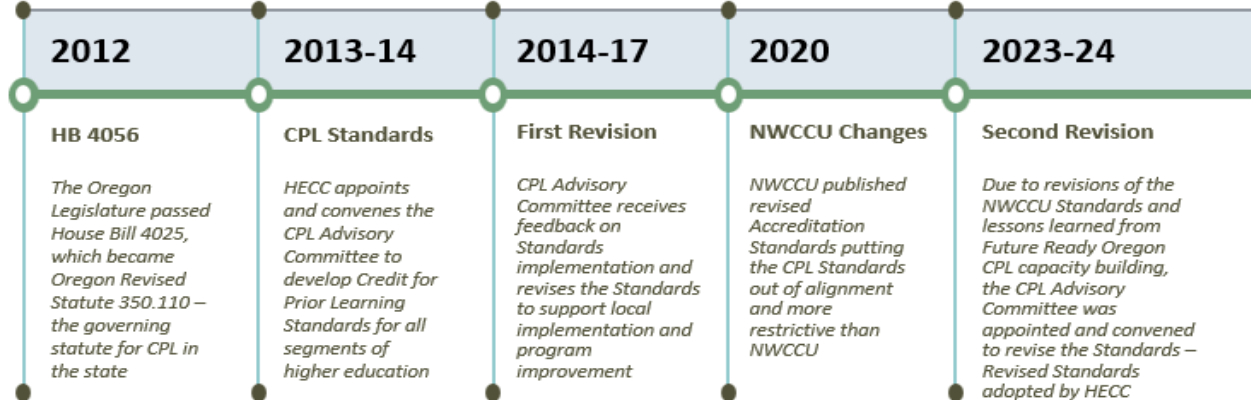 2012
HB 4056
The Oregon
Legislature passed
House Bill 4025,
which became
Oregon Revised
Statute 350.110 –
the governing
statute for CPL in
the state
2013-14
CPL Standards
HECC appoints
and convenes the
CPL Advisory
Committee to
develop Credit for
Prior Learning
Standards for all
segments of
higher education
2014-17
First Revision
CPL Advisory
Committee receives
feedback on
Standards
implementation and
revises the Standards
to support local
implementation and
program
improvement
2020
NWCCU Changes
NWCCU published
revised
Accreditation
Standards putting
the CPL Standards
out of alignment
and more
restrictive than
NWCCU
2023-24
Second Revision
Due to revisions of the
NWCCU Standards and
lessons learned from
Future Ready Oregon
CPL capacity building,
the CPL Advisory
Committee was
appointed and convened
to revise the Standards –
Revised Standards
adopted by HECC